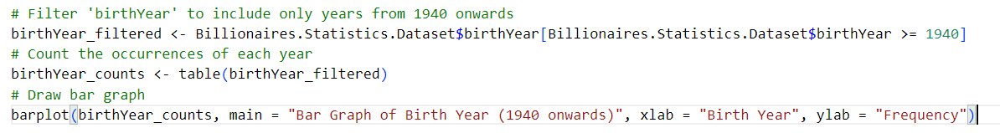 # Filter 'birthYear' to include only years from 1940 onwards
birthYear_filtered <- Billionaires.Statistics.Dataset$birthYear[Billionaires.Statistics.Dataset$birthYear >= 1940]
# Count the occurrences of each year
birthYear_counts <- table(birthYear_filtered)
# Draw bar graph
barplot(birthYear_counts, main = "Bar Graph of Birth Year (1940 onwards)", xlab = "Birth Year", ylab = "Frequency")